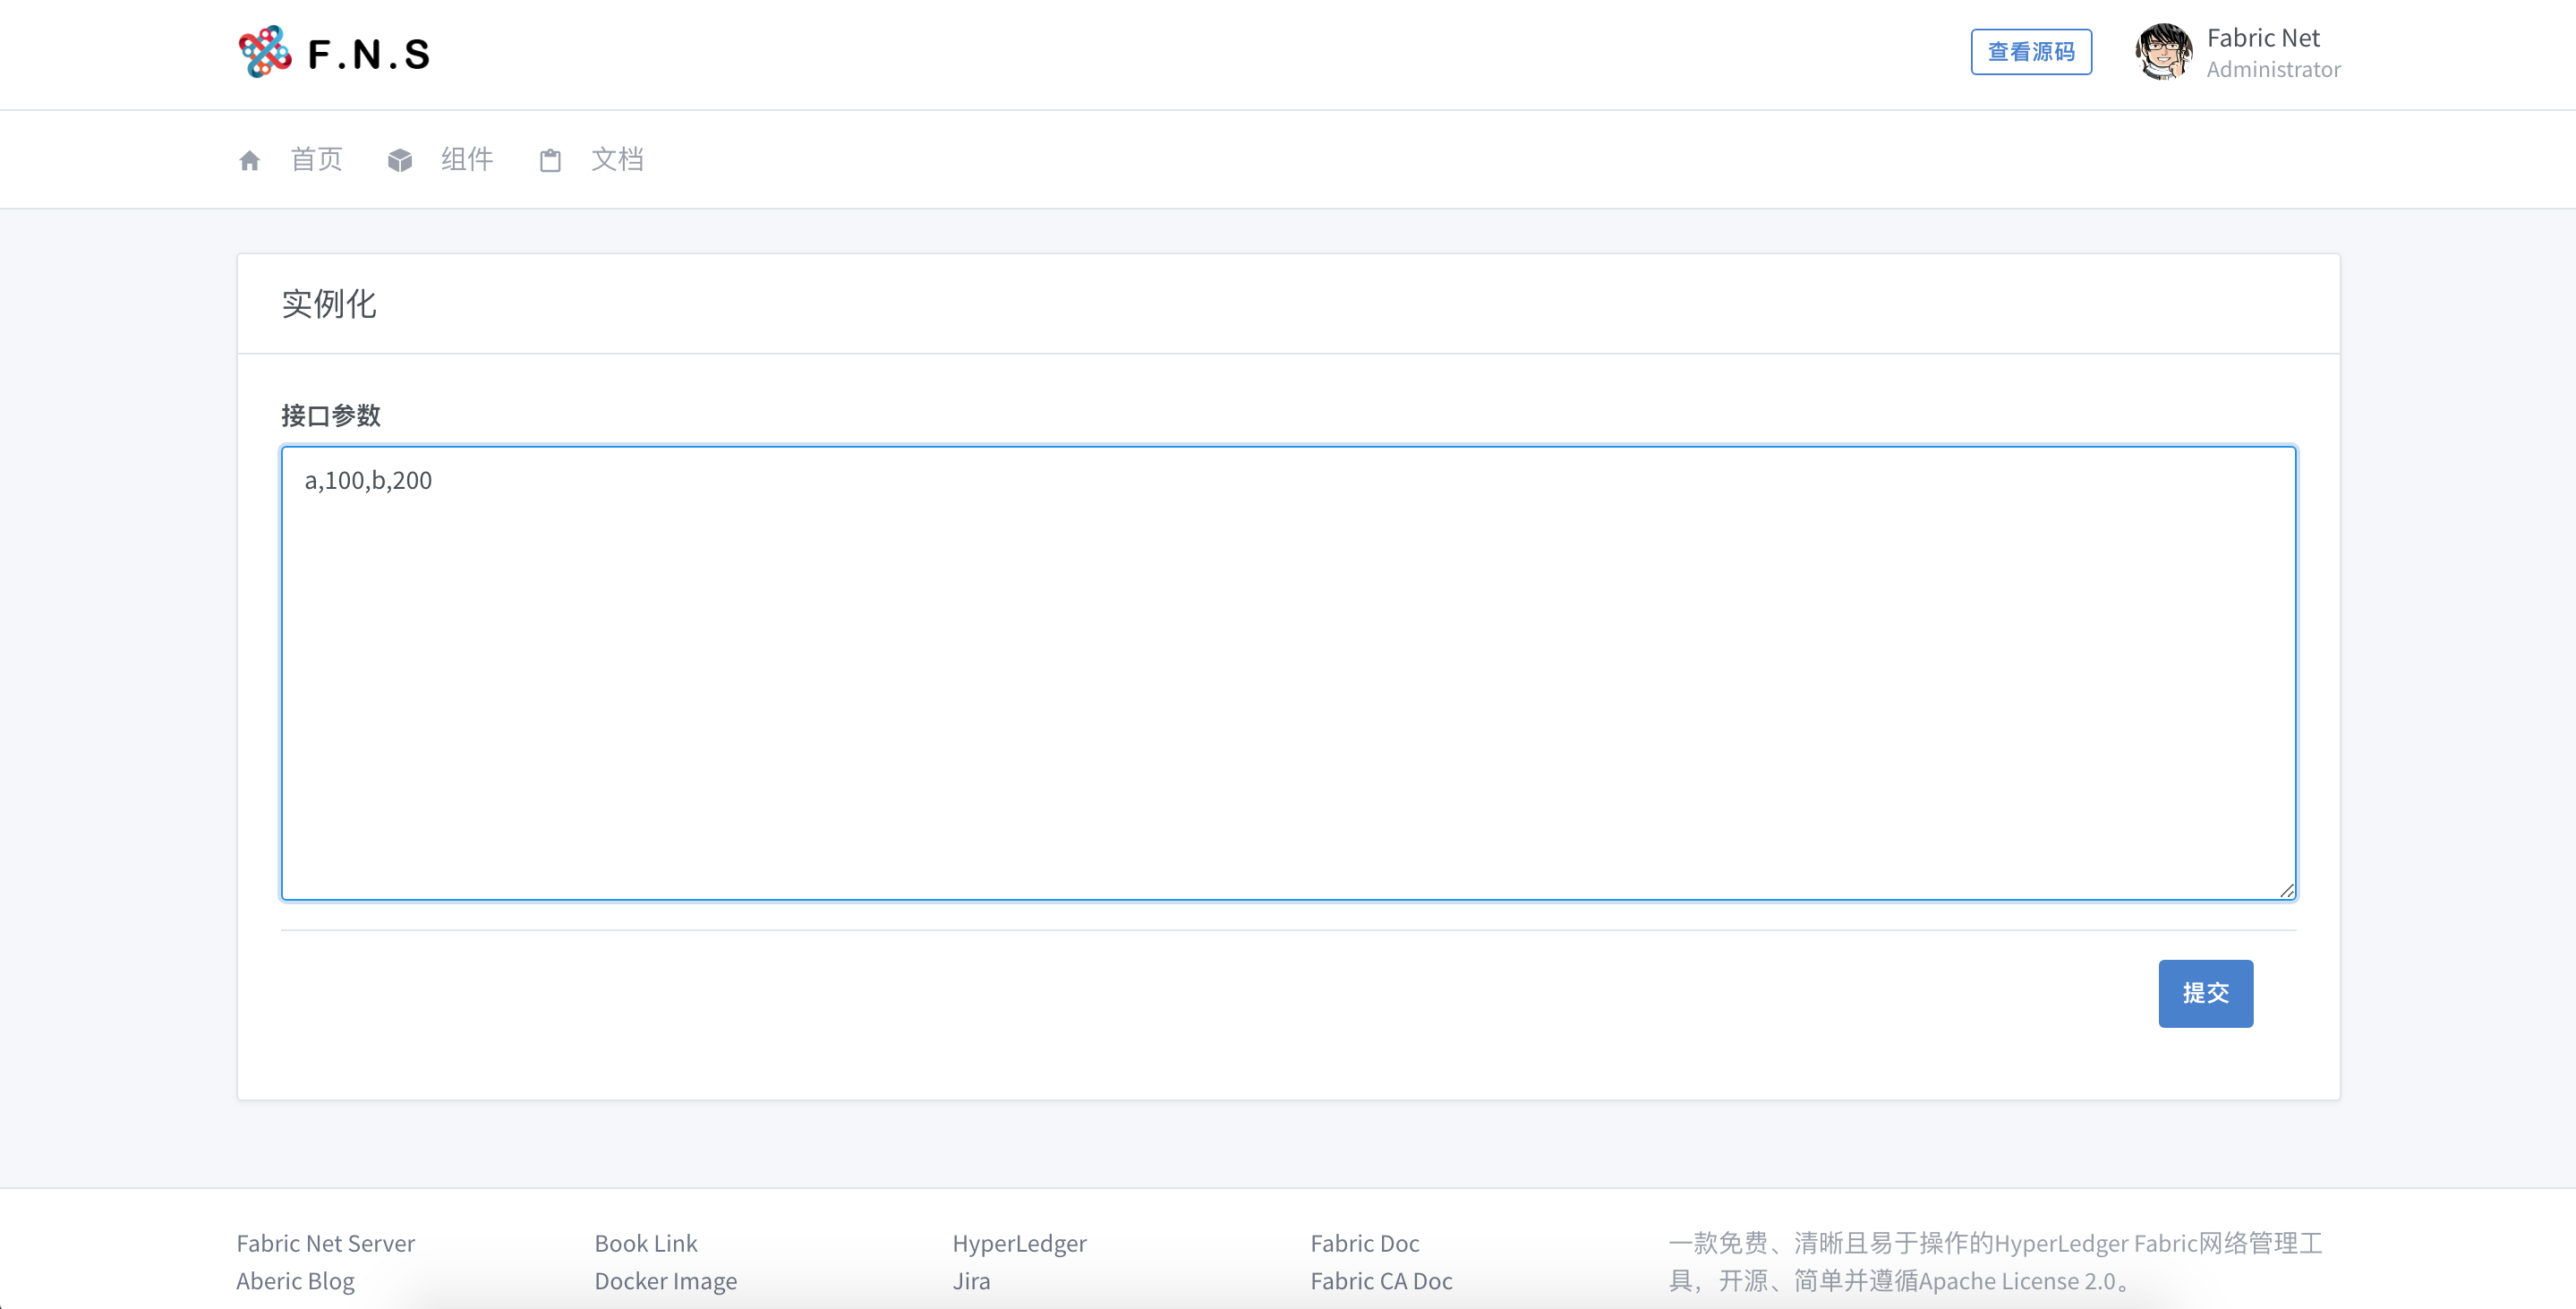 F.N.S
查看源码
Fabric Net
Administrator
首页
组件
文档
实例化
接口参数
a,100,b,200
提交
Fabric Net Server
Book Link
HyperLedger
Fabric Doc
一款免费、清晰且易于操作的HyperLedger Fabric网络管理工
Aberic Blog
Docker Image
Jira
Fabric CA Doc
具，开源、简单并遵循Apache License 2.0。